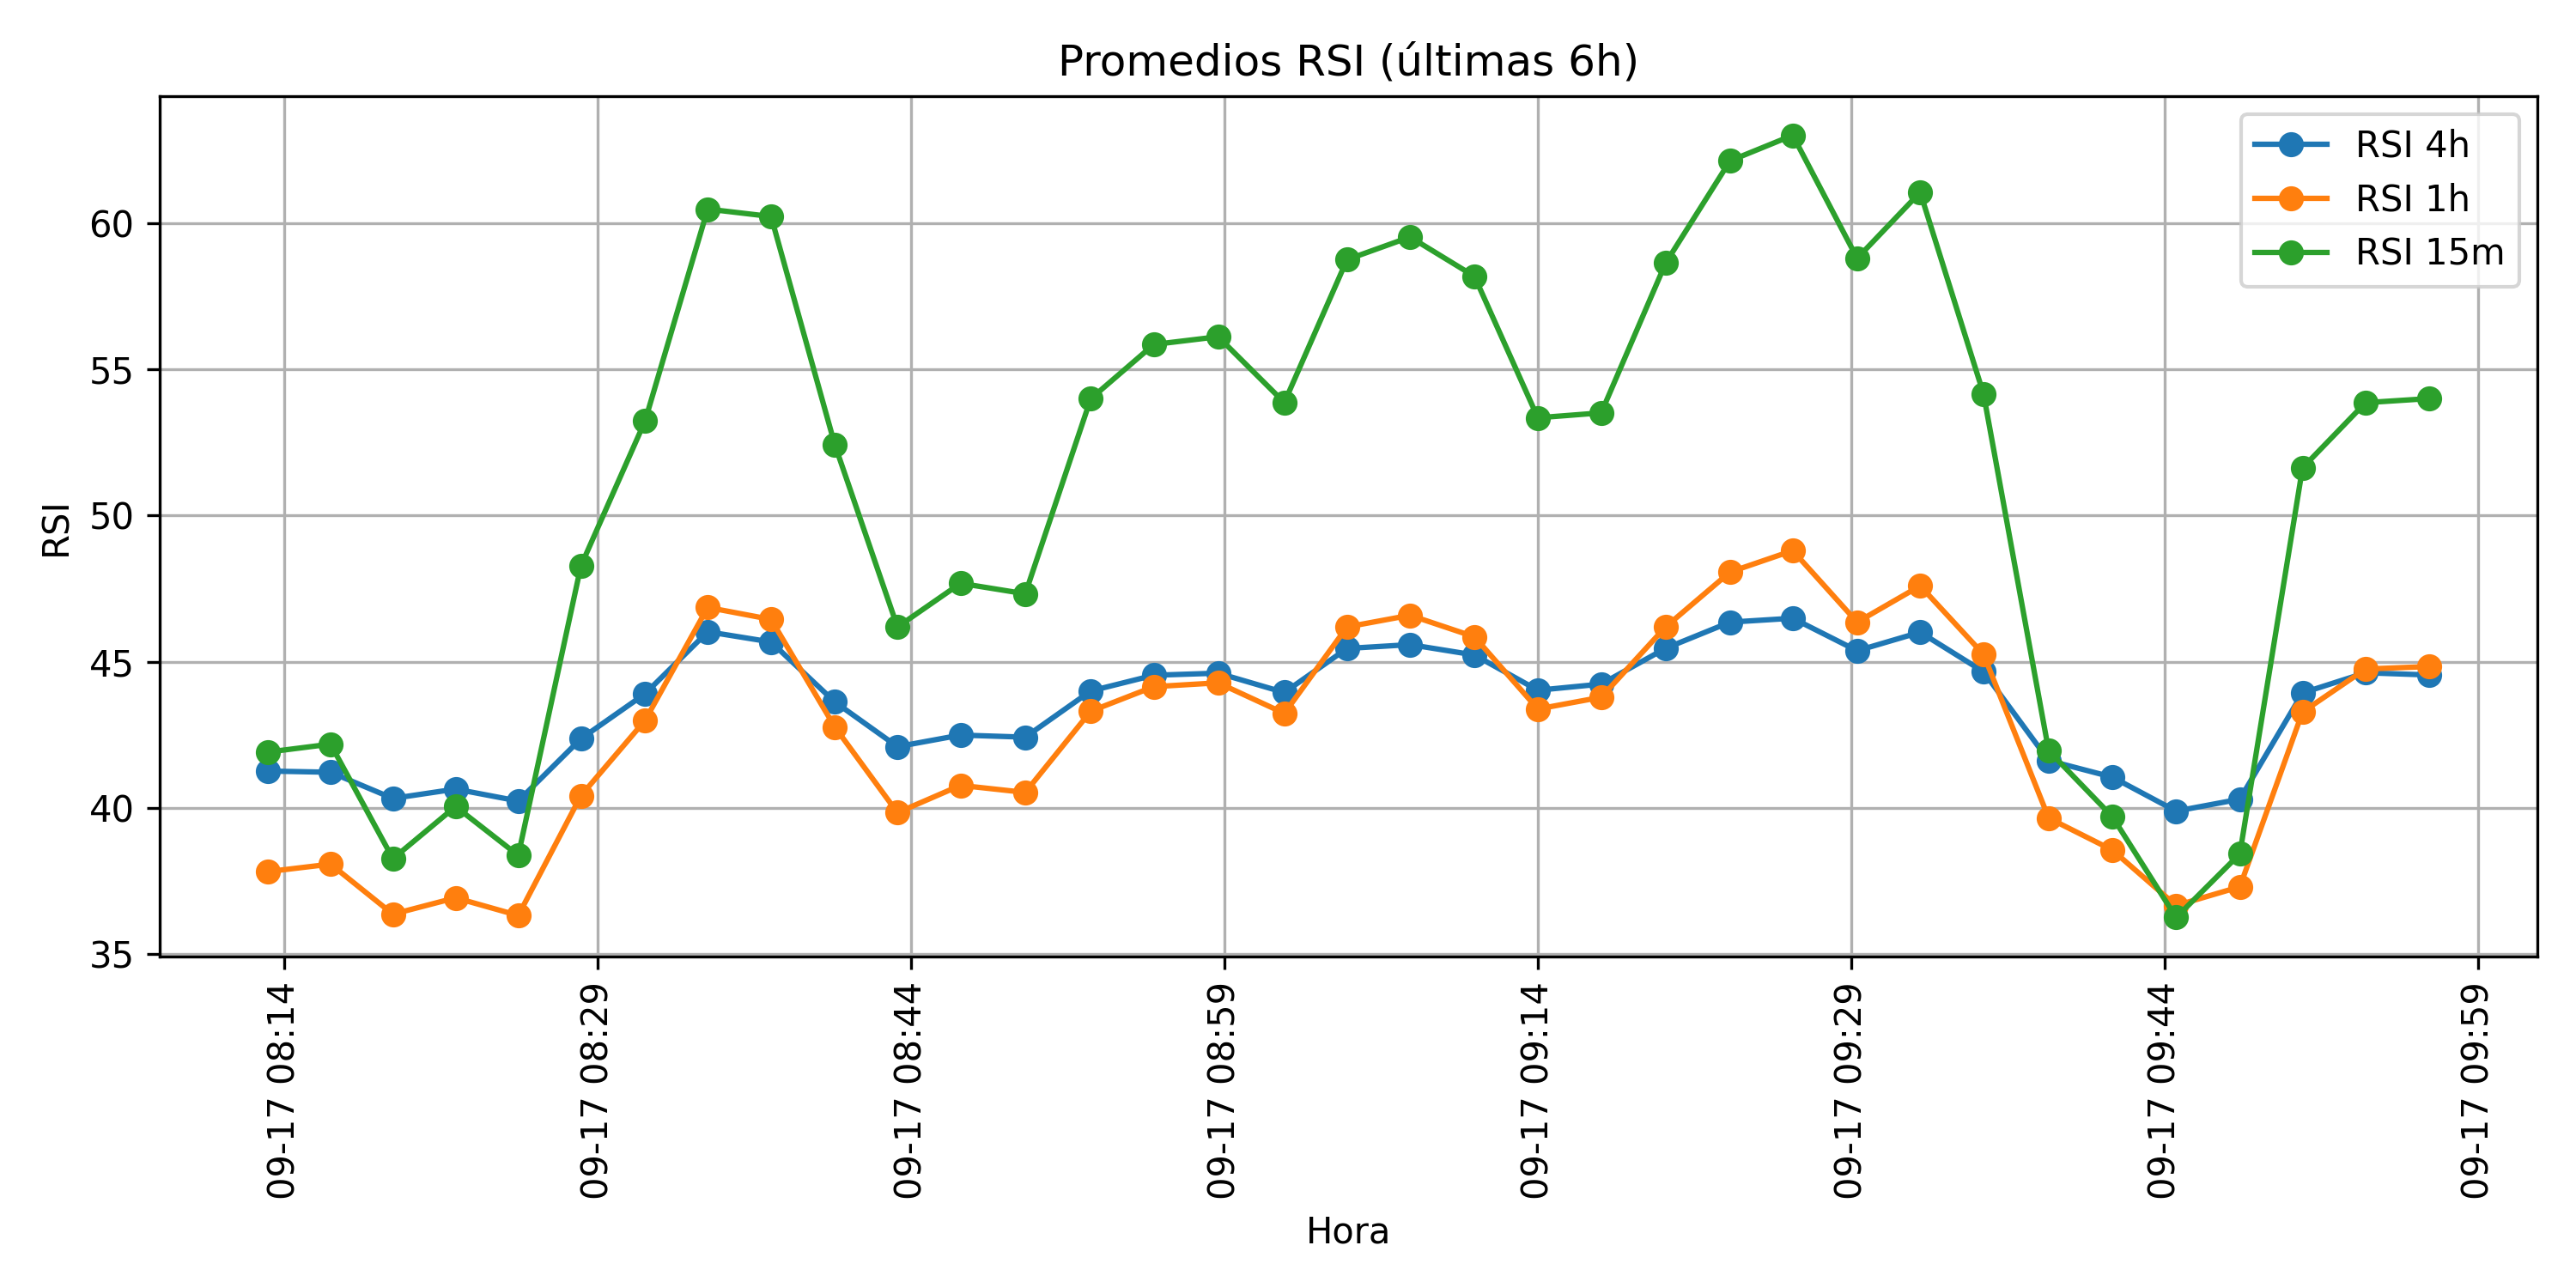 Promedios RSI (últimas 6h)
RSI 4h
RSI 1h
RSI 15m
RSI
60
55
50
45
40
35
09-17 08:14
09-17 08:29
09-17 08:44
09-17 08:59
09-17 09:14
09-17 09:29
09-17 09:44
09-17 09:59
Hora